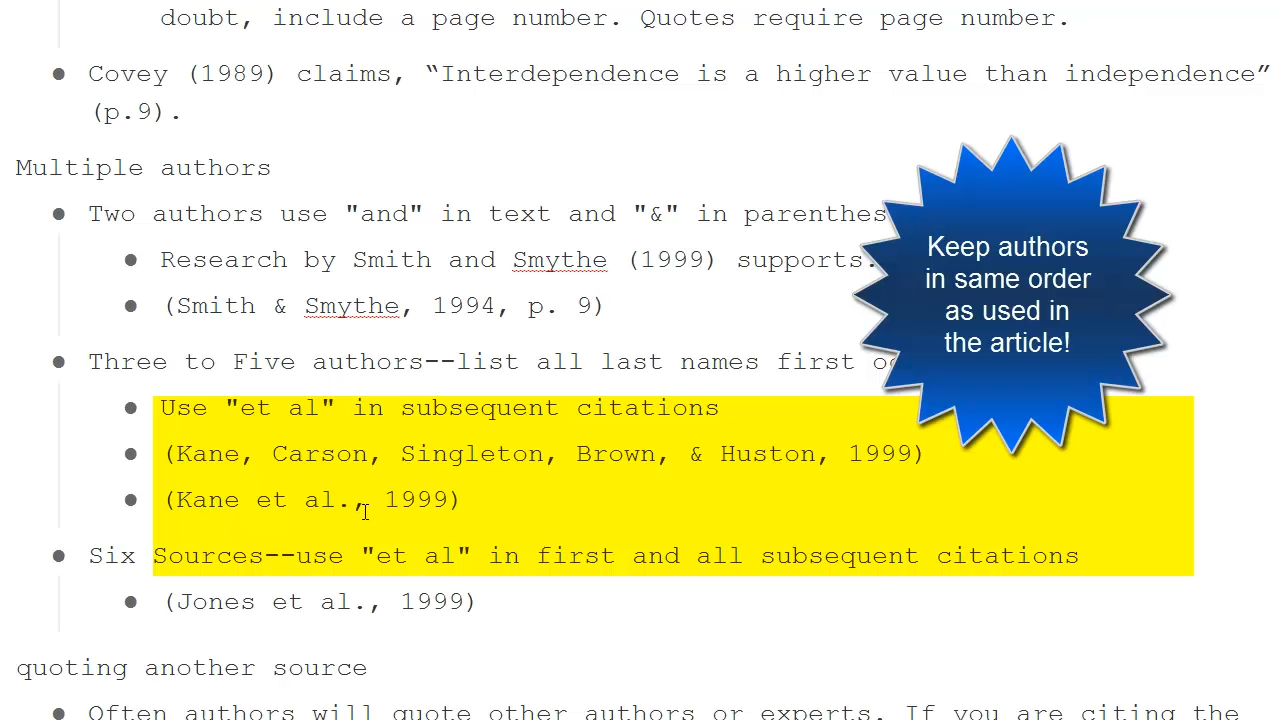 doubt, include a page number. Quotes require page number.
Covey (1989) claims, “Interdependence is a higher value than independence”
(p.9).
Multiple authors
Two authors use "and" in text and "&" in
Research by Smith and Smythe (1999) supports.
(Smith & Smythe, 1994, p. 9)
Three to Five authors--list all last names first
Use "et al" in subsequent citations
(Kane, Carson, Singleton, Brown, & Huston, 1999)
(Kane et al., 1999)
Six Sources--use "et al" in first and all subsequent citations
(Jones et al., 1999)
quoting another source
Often authors will quote other authors or experts. If you are citing the
Keep authors
in same order
as used in
the article!